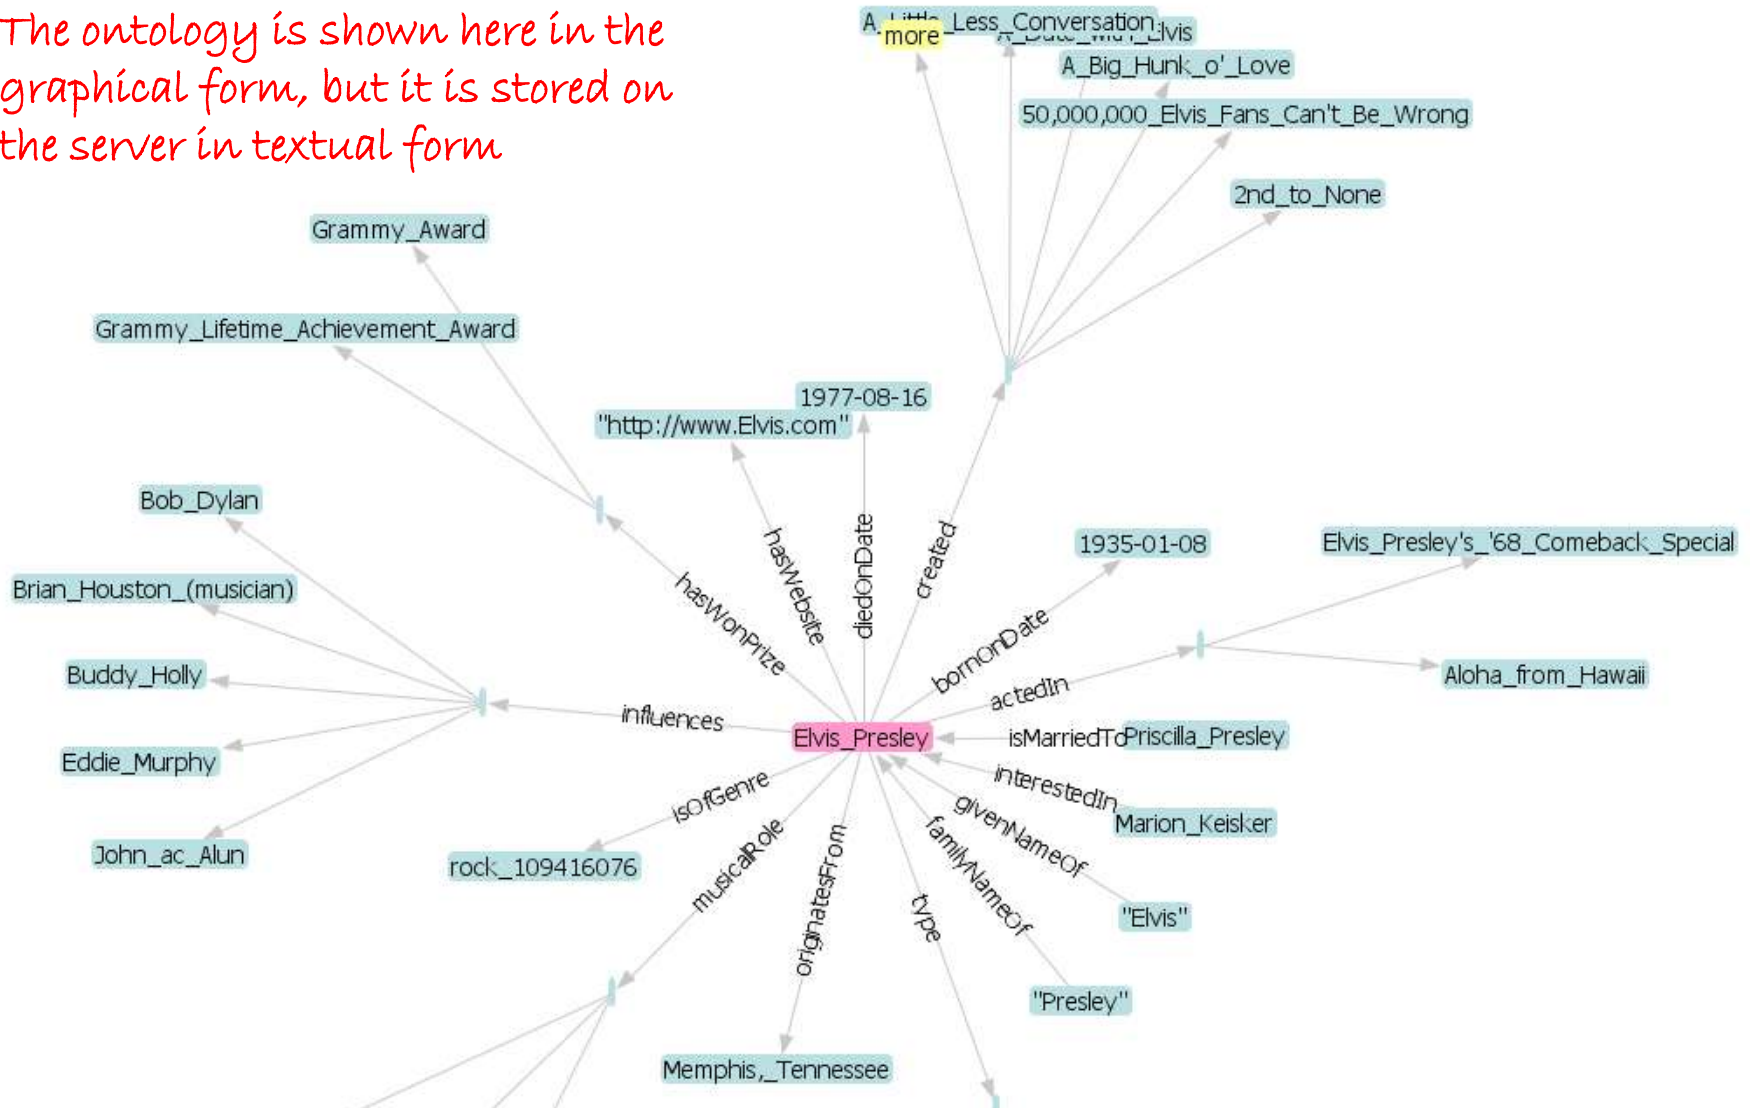 The ontology is shown here in the
graphical form, but it is stored on
the server in textual form
A_Little_Less_Conversation
more
A_Date_with_Elvis
A_Big_Hunk_o'_Love
50,000,000_Elvis_Fans_Can't_Be_Wrong
2nd_to_None
Grammy_Award
Grammy_Lifetime_Achievement_Award
1977-08-16
"http://www.Elvis.com"
Bob_Dylan
Brian_Houston_(musician)
Buddy_Holly
Eddie_Murphy
John_ac_Alun
hasWonPrize
hasWebsite
diedOnDate
created
bornOnDate
1935-01-08
Elvis_Presley's_'68_Comeback_Special
actedIn
Aloha_from_Hawaii
influences
Elvis_Presley
isMarriedTo
Priscilla_Presley
interestedIn
Marion_Keisker
givenNameOf
"Elvis"
familyNameOf
"Presley"
isOfGenre
rock_109416076
musicalRole
originatesFrom
Memphis,_Tennessee
type